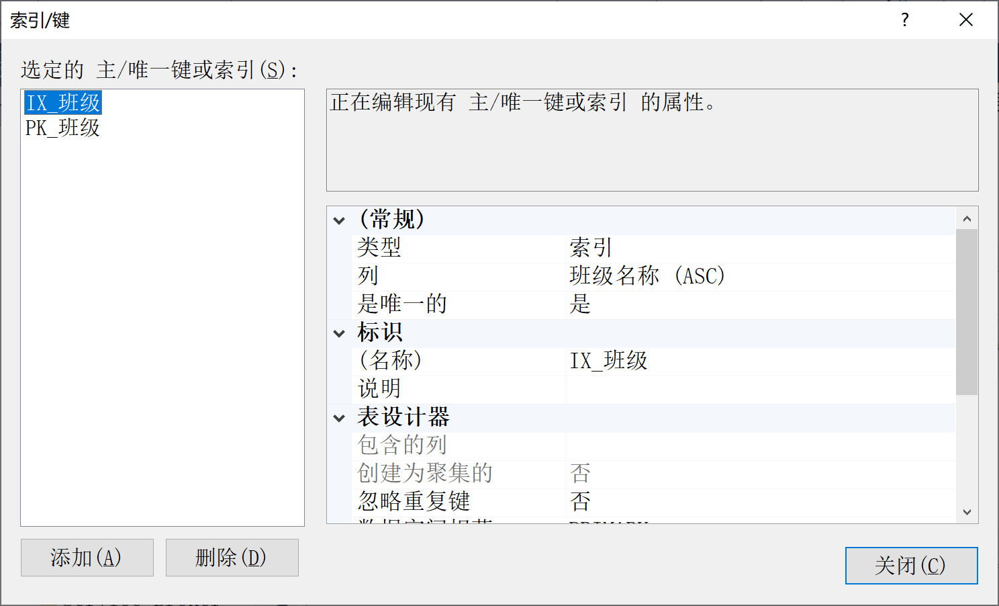 索引/键
?
选定的 主/唯一键或索引(S):
IX_班级
PK_班级
正在编辑现有 主/唯一键或索引 的属性。
(常规)
类型 索引
列 班级名称 (ASC)
是唯一的 是
标识
(名称) IX_班级
说明
表设计器
包含的列
创建为聚集的 否
忽略重复键 否
添加(A) 删除(D)
关闭(C)